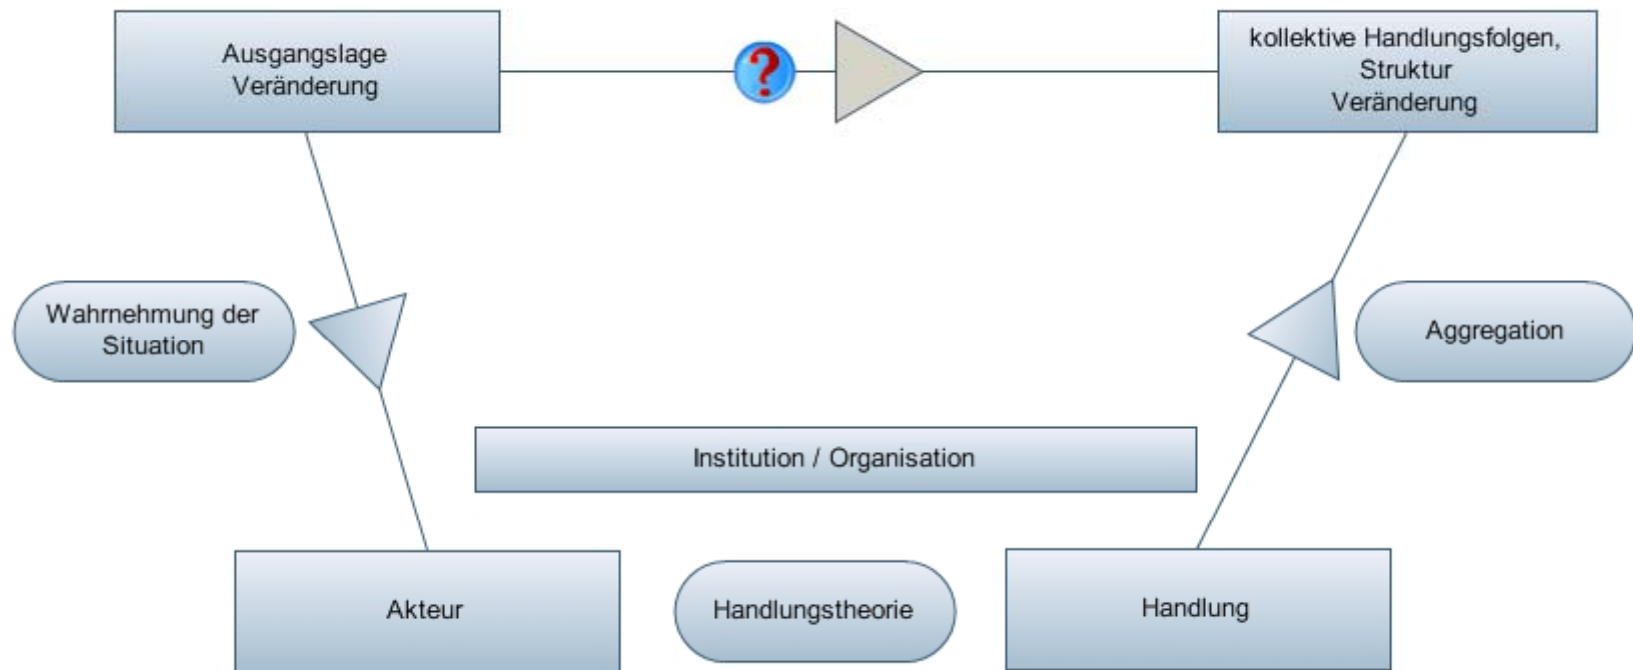 Ausgangslage
Veränderung
?
kollektive Handlungsfolgen,
Struktur
Veränderung
Wahrnehmung der
Situation
Aggregation
Institution / Organisation
Akteur
Handlungstheorie
Handlung